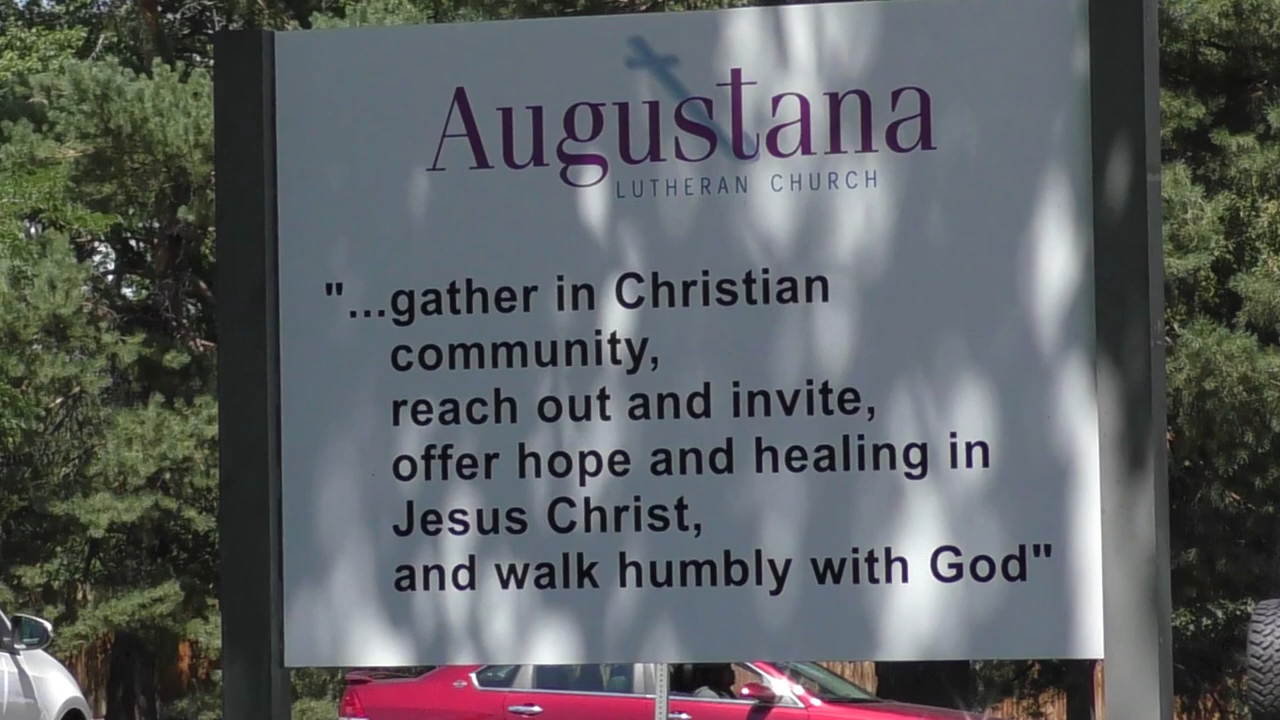 Augustana
LUTHERAN CHURCH
"...gather in Christian
community,
reach out and invite,
offer hope and healing in
Jesus Christ,
and walk humbly with God"